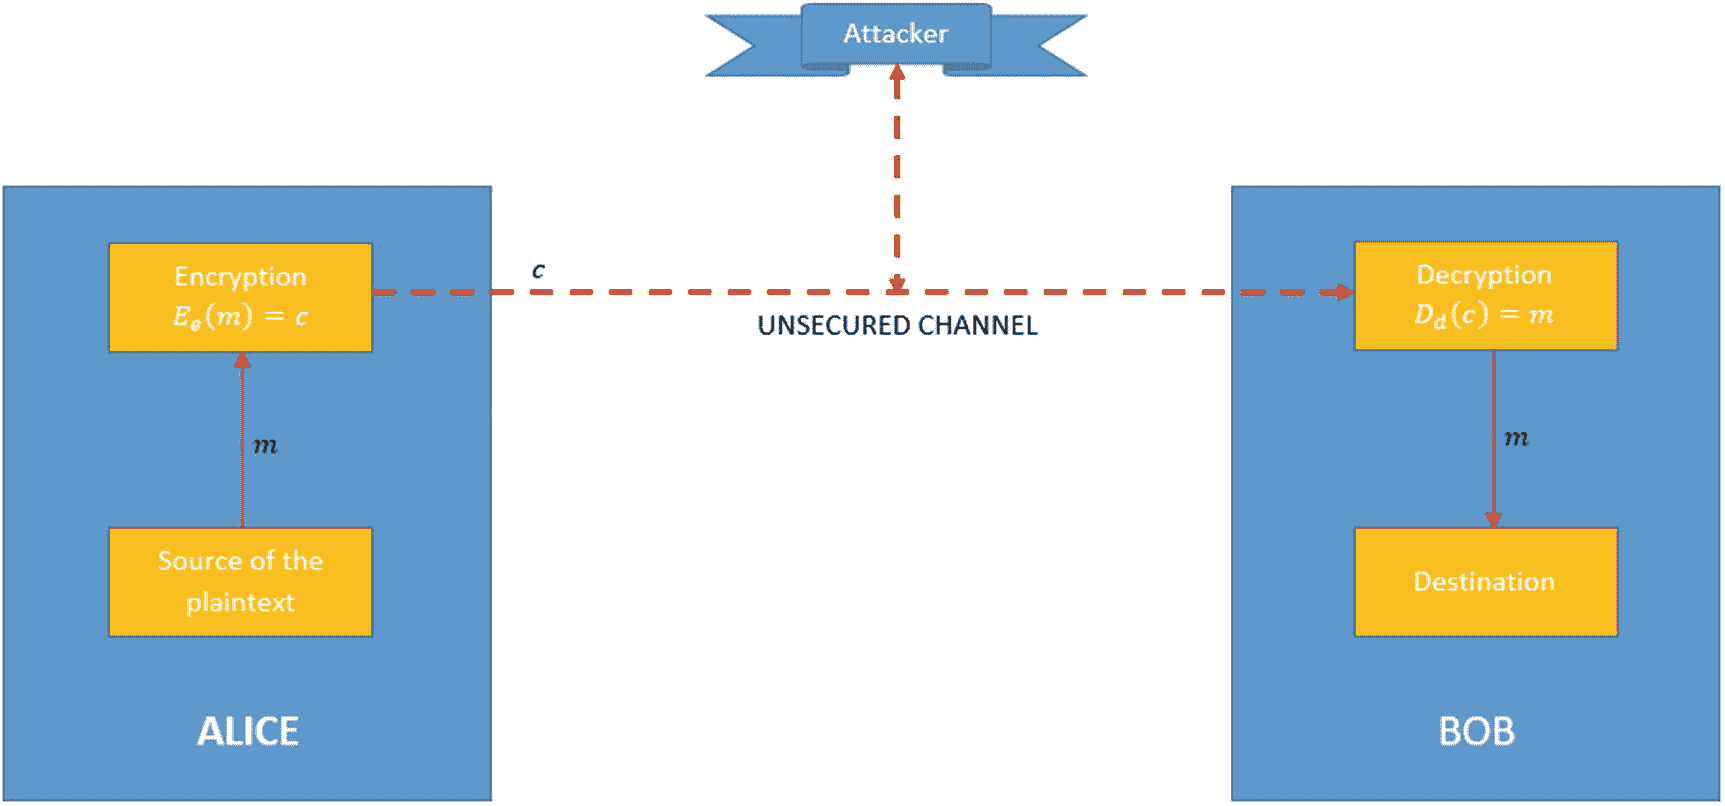 Attacker
Encryption
E_e(m) = c
c
UNSECURED CHANNEL
Decryption
D_d(c) = m
m
m
Source of the
plaintext
Destination
ALICE
BOB